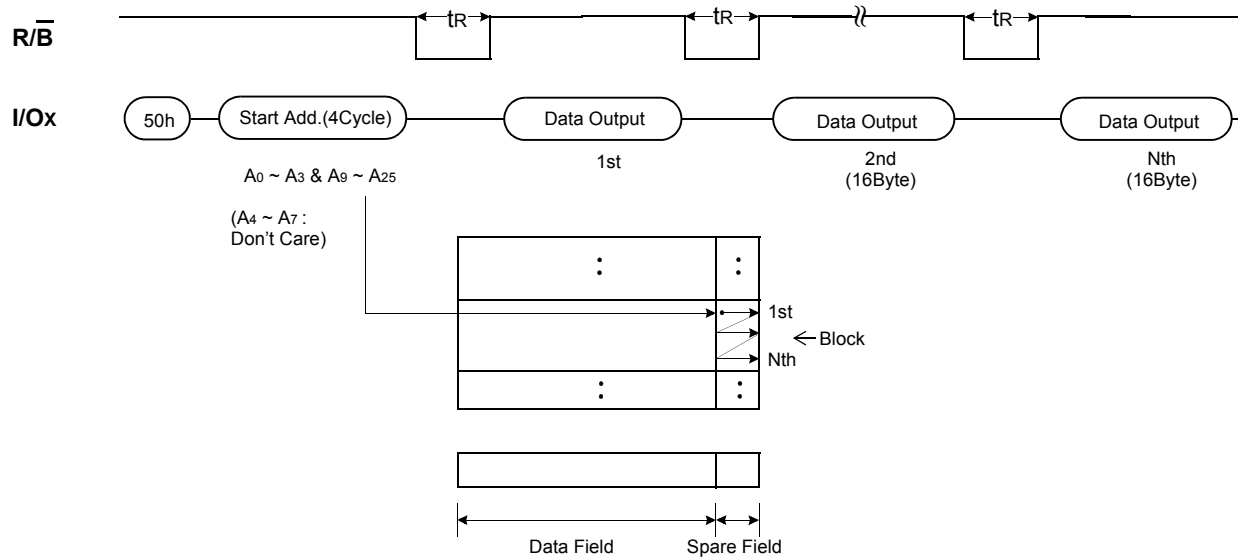 tR tR tR
R/B
I/Ox
50h Start Add.(4Cycle) Data Output Data Output Data Output
1st 2nd Nth
(16Byte) (16Byte)
A0 ~ A3 & A9 ~ A25
(A4 ~ A7 :
Don't Care)
1st
Block
Nth
Data Field Spare Field